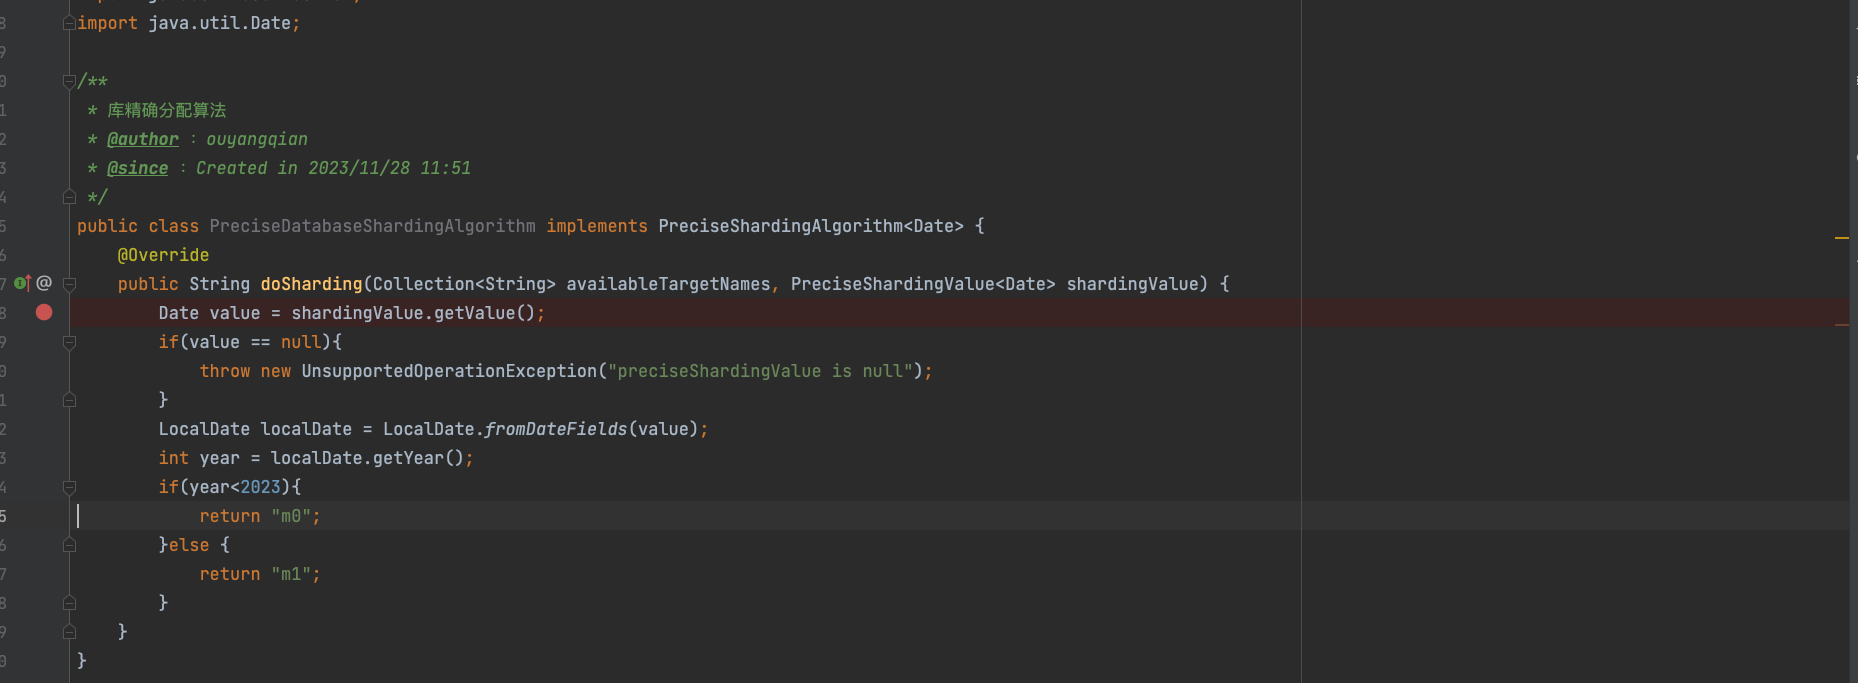 import java.util.Date;
/**
* 库精确分配算法
* @author : ouyangqian
* @since : Created in 2023/11/28 11:51
*/
public class PreciseDatabaseShardingAlgorithm implements PreciseShardingAlgorithm<Date> {
@Override
public String doSharding(Collection<String> availableTargetNames, PreciseShardingValue<Date> shardingValue) {
Date value = shardingValue.getValue();
if(value == null){
throw new UnsupportedOperationException("preciseShardingValue is null");
}
LocalDate localDate = LocalDate.fromDateFields(value);
int year = localDate.getYear();
if(year<2023){
return "m0";
}else {
return "m1";
}
}
}